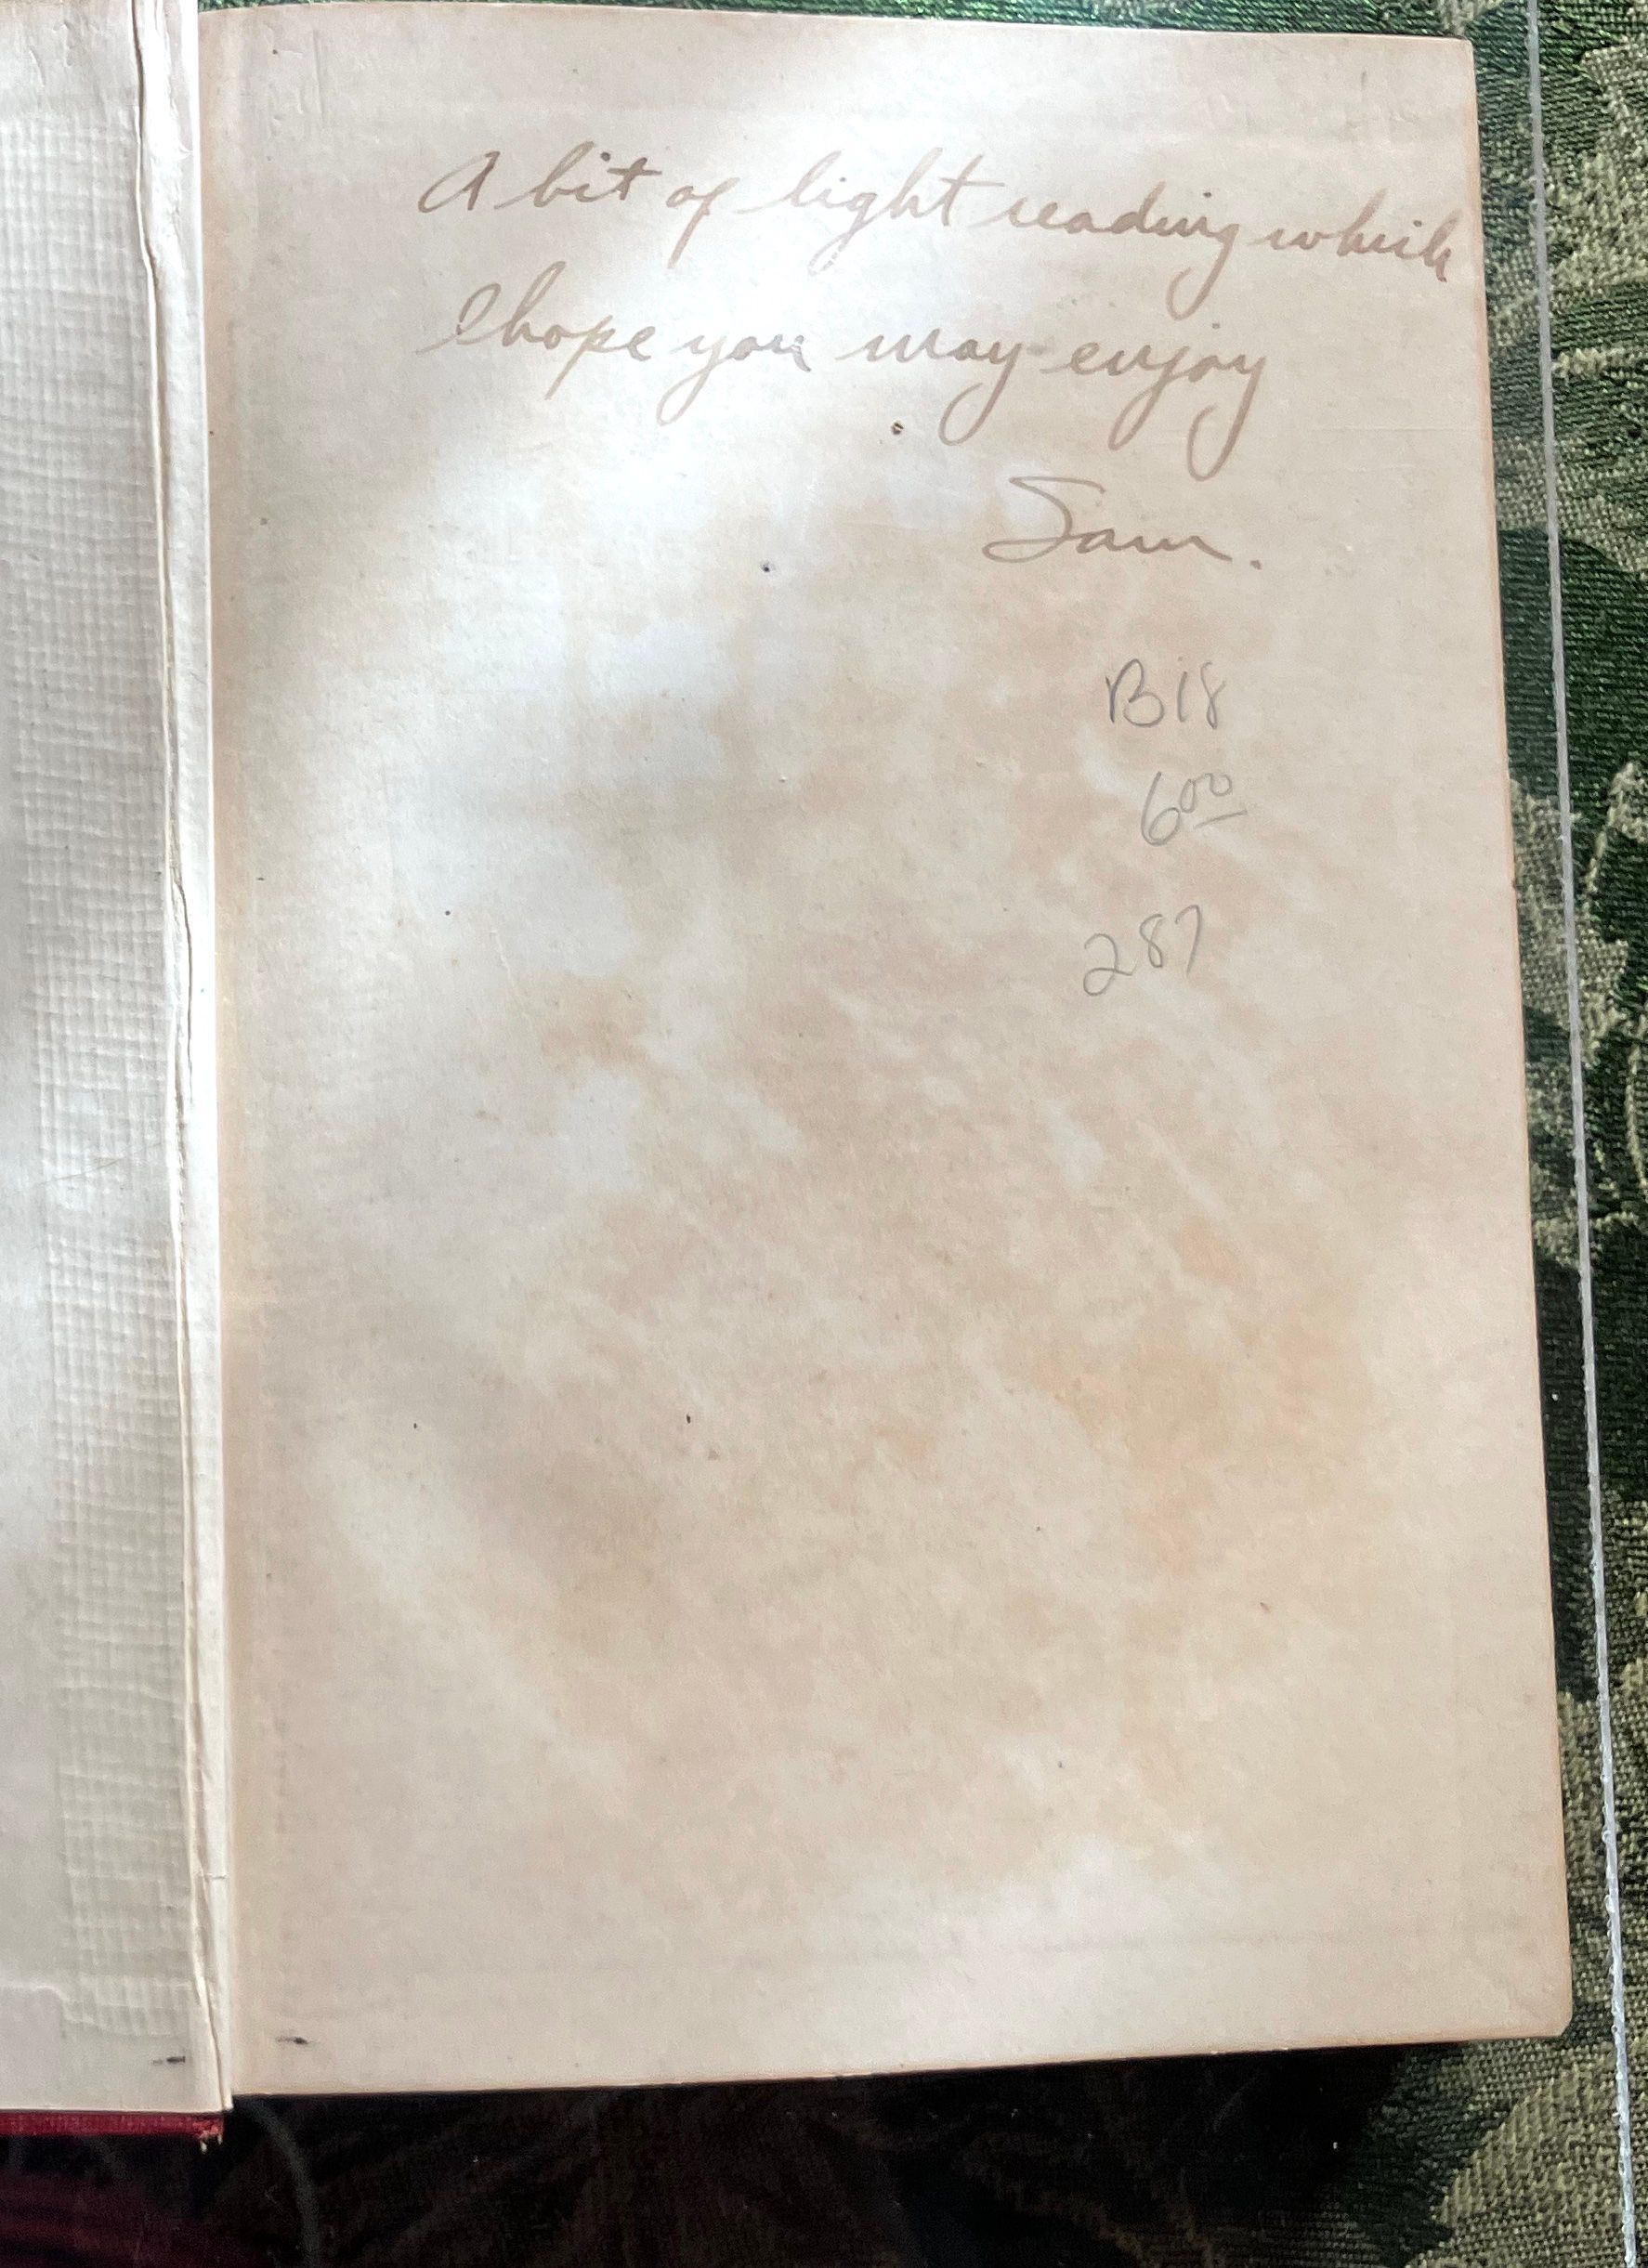 A bit of light reading which
I hope you may enjoy
Sam.
B18
600
287